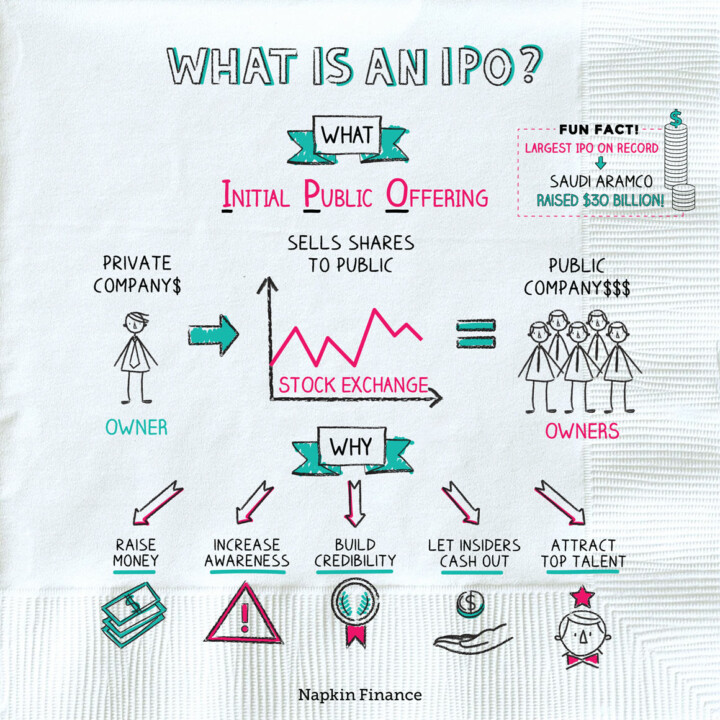 WHAT IS AN IPO?
WHAT
INITIAL PUBLIC OFFERING
FUN FACT!
LARGEST IPO ON RECORD
SAUDI ARAMCO
RAISED $30 BILLION!
$
PRIVATE
COMPANY$
OWNER
SELLS SHARES
TO PUBLIC
STOCK EXCHANGE
PUBLIC
COMPANY$$$
OWNERS
WHY
RAISE
MONEY
$
INCREASE
AWARENESS
!
BUILD
CREDIBILITY
LET INSIDERS
CASH OUT
$
ATTRACT
TOP TALENT
Napkin Finance